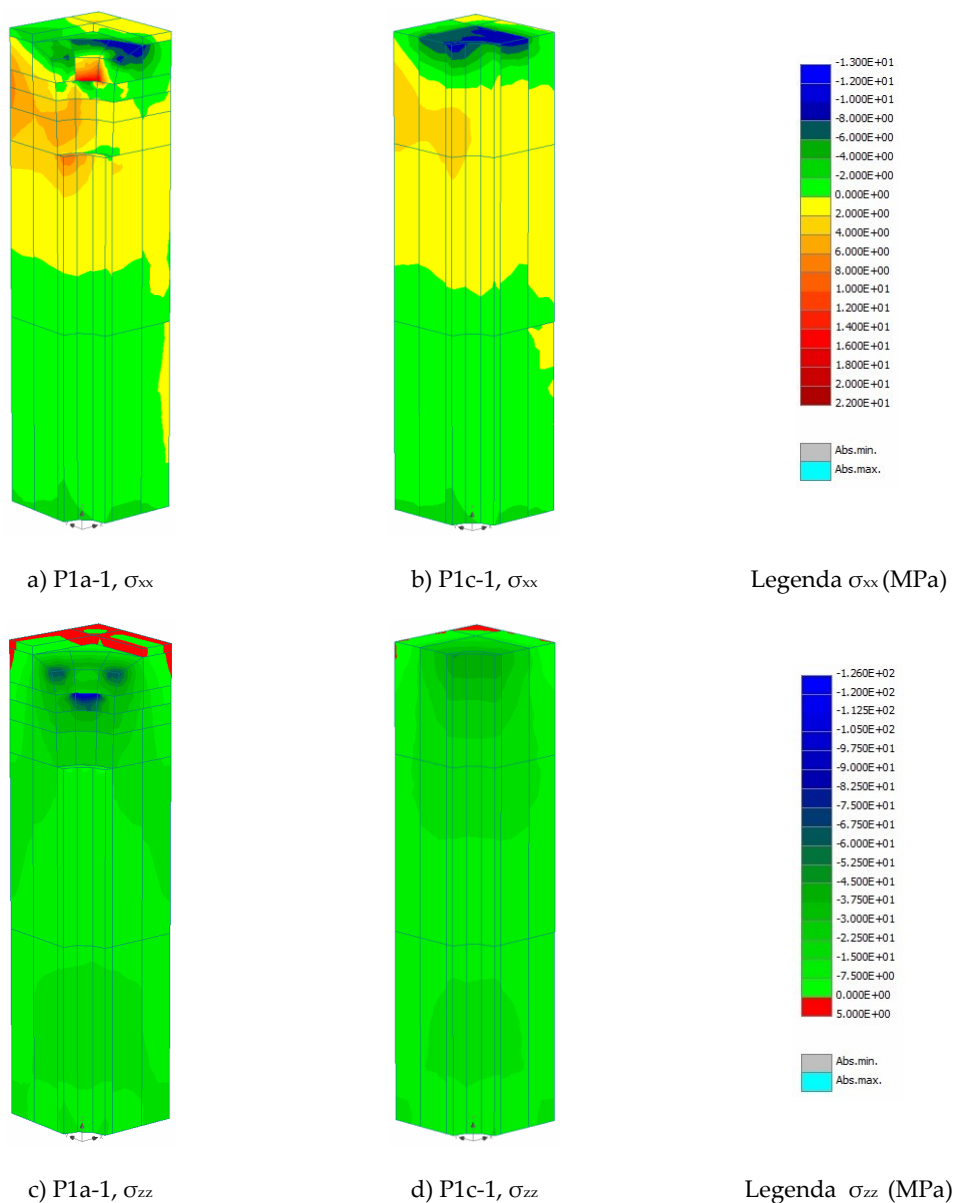 -1.300E+01
-1.200E+01
-1.000E+01
-8.000E+00
-6.000E+00
-4.000E+00
-2.000E+00
0.000E+00
2.000E+00
4.000E+00
6.000E+00
8.000E+00
1.000E+01
1.200E+01
1.400E+01
1.600E+01
1.800E+01
2.000E+01
2.200E+01
Abs.min.
Abs.max.
a) P1a-1, σxx
b) P1c-1, σxx
Legenda σxx (MPa)
-1.260E+02
-1.200E+02
-1.125E+02
-1.050E+02
-9.750E+01
-9.000E+01
-8.250E+01
-7.500E+01
-6.750E+01
-6.000E+01
-5.250E+01
-4.500E+01
-3.750E+01
-3.000E+01
-2.250E+01
-1.500E+01
-7.500E+00
0.000E+00
5.000E+00
Abs.min.
Abs.max.
c) P1a-1, σzz
d) P1c-1, σzz
Legenda σzz (MPa)